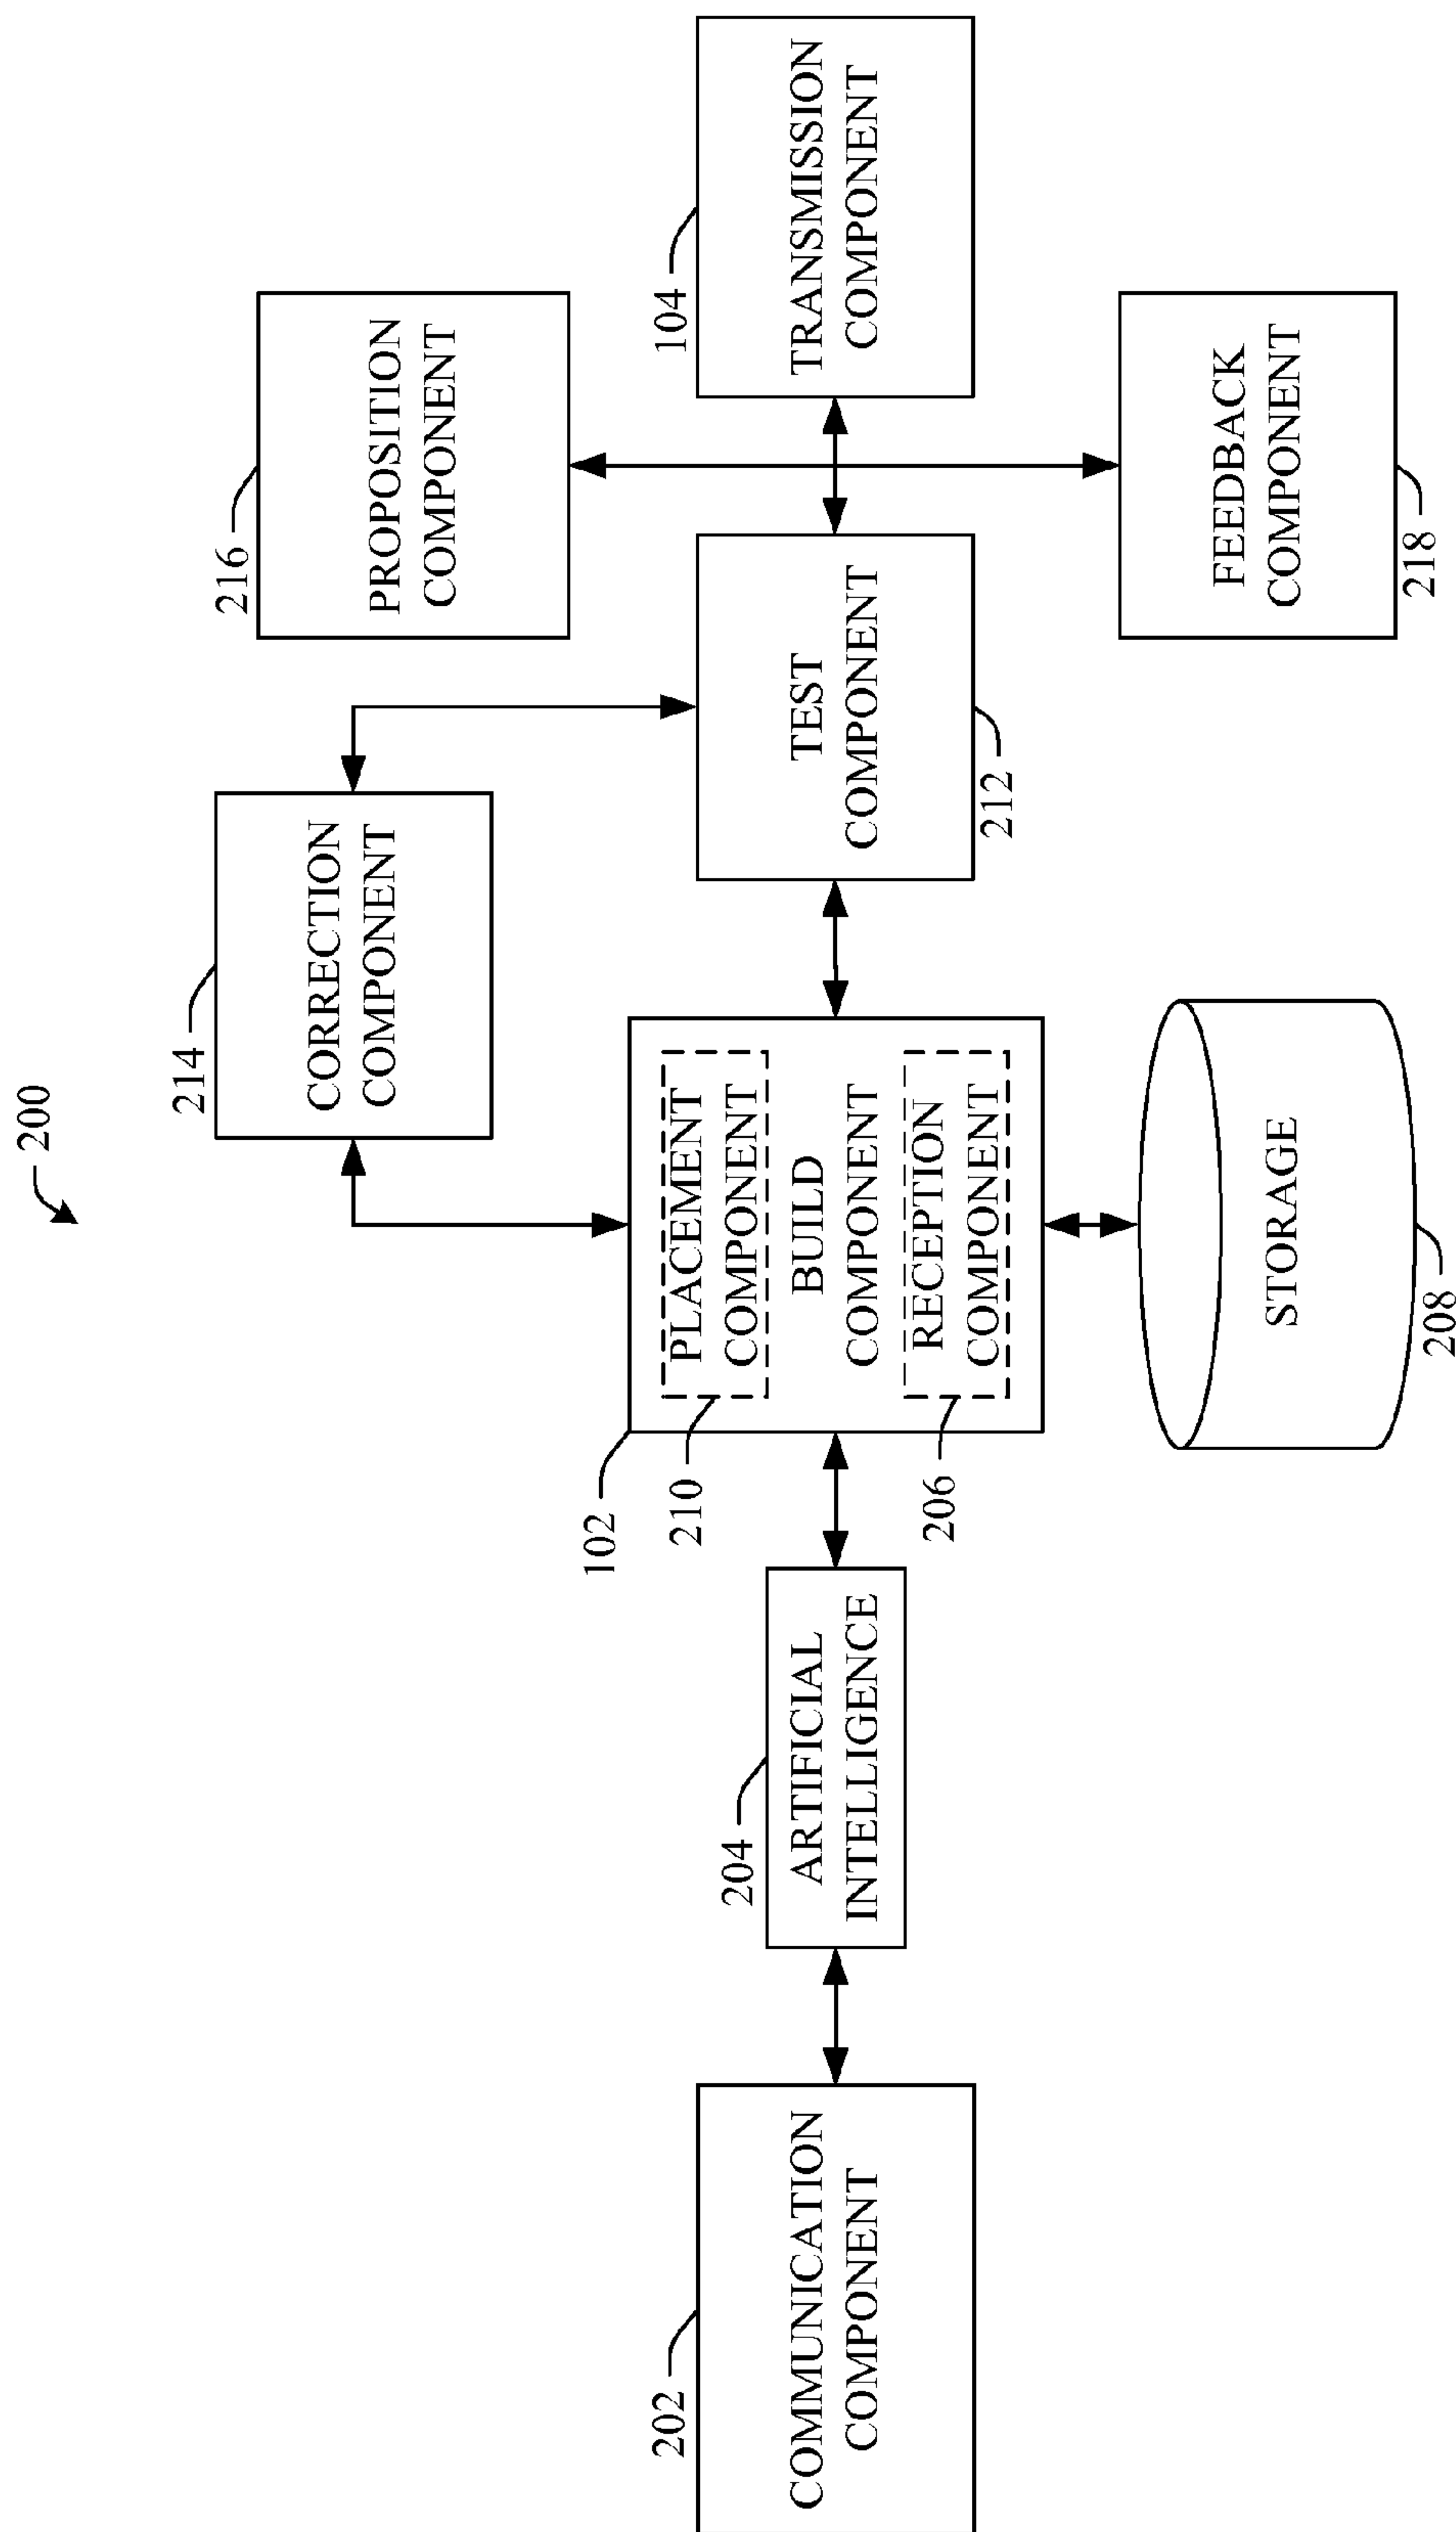 200
214
CORRECTION
COMPONENT
216
PROPOSITION
COMPONENT
202
COMMUNICATION
COMPONENT
204
ARTIFICIAL
INTELLIGENCE
102
210
PLACEMENT
COMPONENT
BUILD
COMPONENT
RECEPTION
COMPONENT
206
TEST
COMPONENT
212
104
TRANSMISSION
COMPONENT
STORAGE
208
FEEDBACK
COMPONENT
218